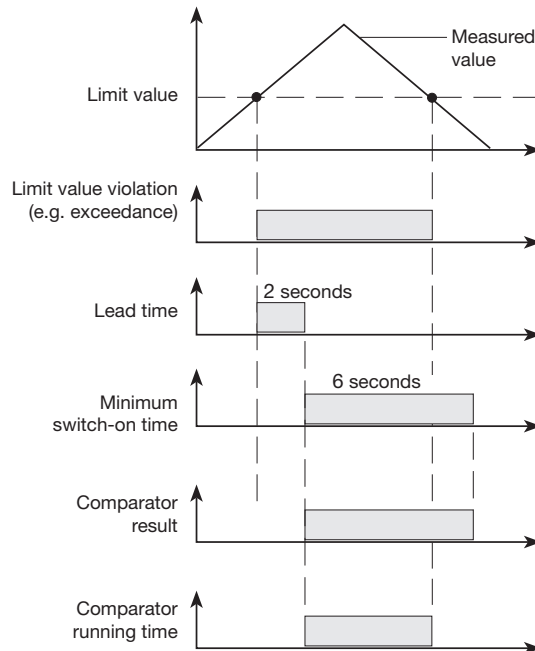 Measured
value
Limit value
Limit value violation
(e.g. exceedance)
2 seconds
Lead time
6 seconds
Minimum
switch-on time
Comparator
result
Comparator
running time